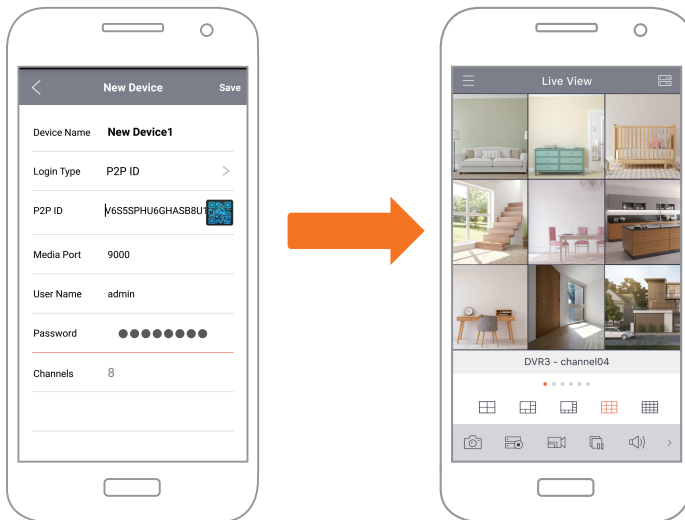 New Device
Save
Device Name New Device1
Login Type P2P ID
P2P ID V6S5SPHU6GHASB8U1
Media Port 9000
User Name admin
Password ●●●●●●●●
Channels 8
Live View
DVR3 - channel04